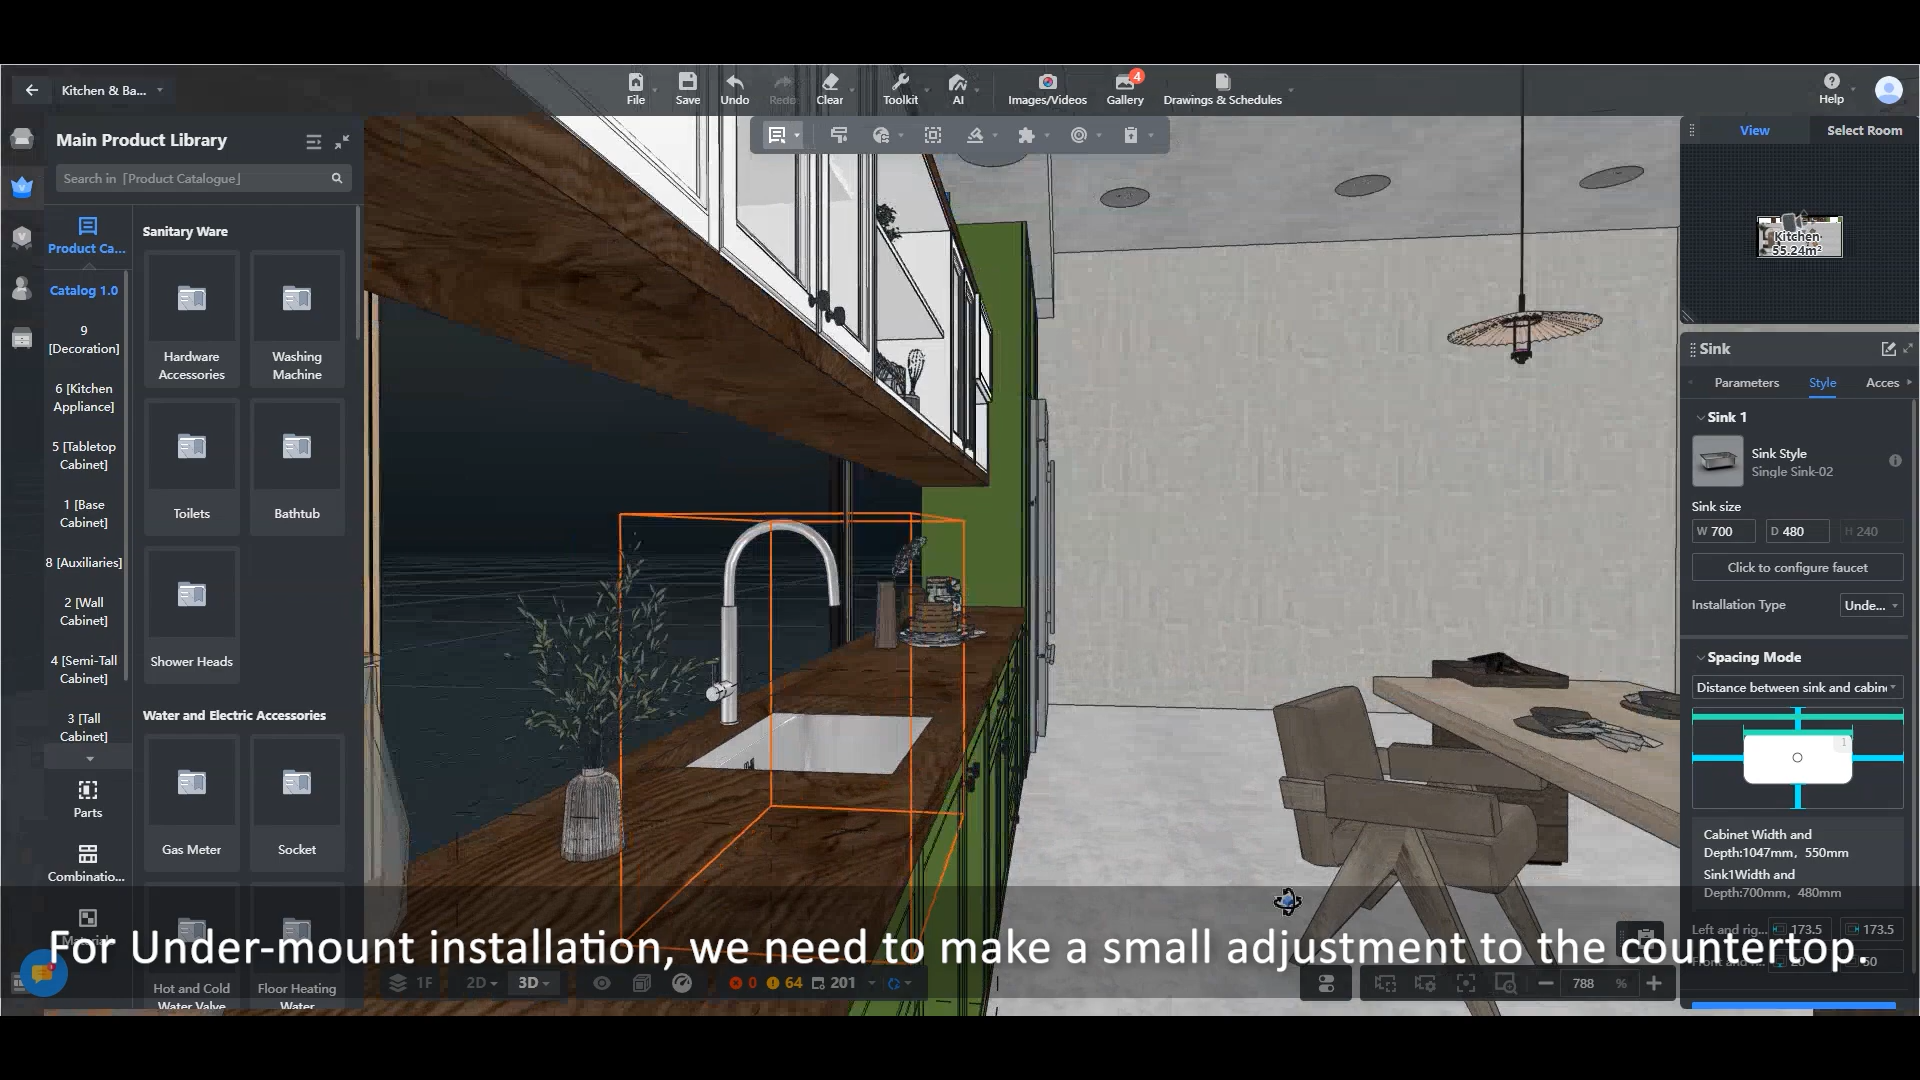 Kitchen & Ba...
File
Save
Undo
Redo
Clear
Toolkit
AI
Images/Videos
Gallery
4
Drawings & Schedules
Help
Main Product Library
Search in [Product Catalogue]
Product Ca...
Catalog 1.0
9
[Decoration]
6 [Kitchen
Appliance]
5 [Tabletop
Cabinet]
1 [Base
Cabinet]
8 [Auxiliaries]
2 [Wall
Cabinet]
4 [Semi-Tall
Cabinet]
3 [Tall
Cabinet]
Parts
Combinatio...
Sanitary Ware
Hardware
Accessories
Washing
Machine
Toilets
Bathtub
Shower Heads
Water and Electric Accessories
Gas Meter
Socket
Hot and Cold
Water Valve
Floor Heating
Water
View
Select Room
Kitchen
55.24m²
Sink
Parameters
Style
Acces
Sink 1
Sink Style
Single Sink-02
Sink size
W 700
D 480
H 240
Click to configure faucet
Installation Type
Unde...
Spacing Mode
Distance between sink and cabin
1
Cabinet Width and
Depth:1047mm, 550mm
Sink1Width and
Depth:700mm, 480mm
Left and rig...
173.5
173.5
For Under-mount installation, we need to make a small adjustment to the countertop.
1F
2D
3D
0
64
201
788
%